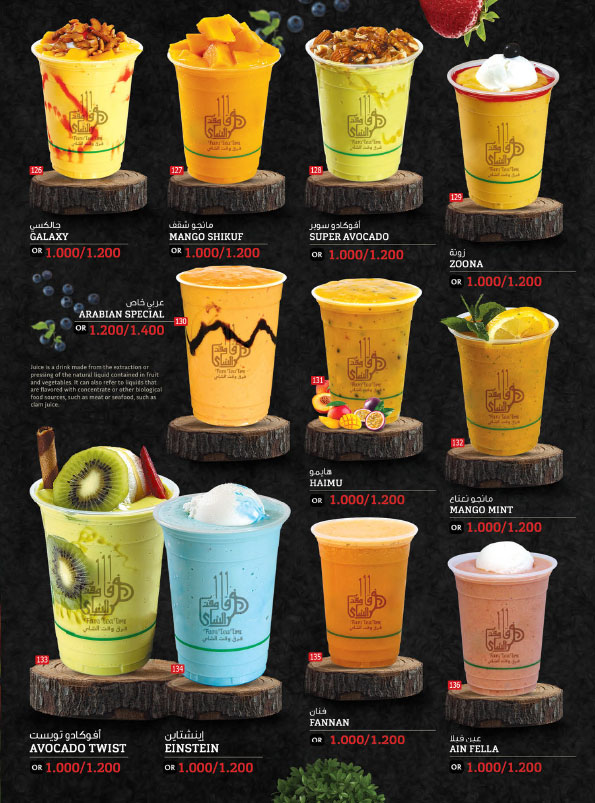 126
جالكسي
GALAXY
OR 1.000/1.200
127
مانجو شقف
MANGO SHIKUF
OR 1.000/1.200
128
أفوكادو سوبر
SUPER AVOCADO
OR 1.000/1.200
129
زونة
ZOONA
OR 1.000/1.200
عربي خاص
ARABIAN SPECIAL
130
OR 1.200/1.400
Juice is a drink made from the extraction or
pressing of the natural liquid contained in fruit
and vegetables. It can also refer to liquids that
are flavored with concentrate or other biological
food sources, such as meat or seafood, such as
clam juice.
131
هايمو
HAIMU
OR 1.000/1.200
132
مانجو نعناع
MANGO MINT
OR 1.000/1.200
133
أفوكادو تويست
AVOCADO TWIST
OR 1.000/1.200
134
إينشتاين
EINSTEIN
OR 1.000/1.200
135
فنان
FANNAN
OR 1.000/1.200
136
عين فيلا
AIN FELLA
OR 1.000/1.200